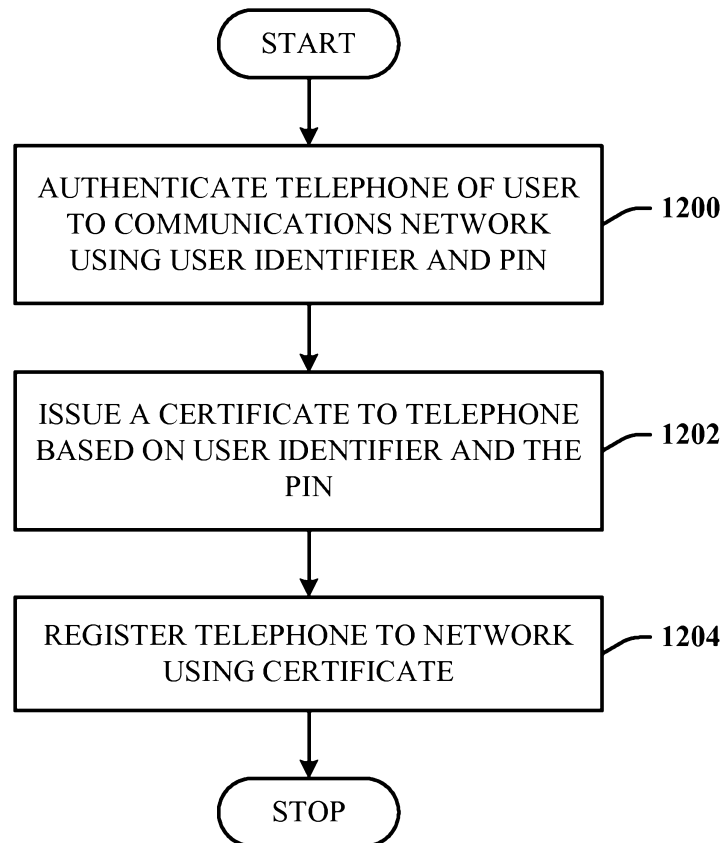 START
AUTHENTICATE TELEPHONE OF USER
TO COMMUNICATIONS NETWORK
USING USER IDENTIFIER AND PIN
1200
ISSUE A CERTIFICATE TO TELEPHONE
BASED ON USER IDENTIFIER AND THE
PIN
1202
REGISTER TELEPHONE TO NETWORK
USING CERTIFICATE
1204
STOP